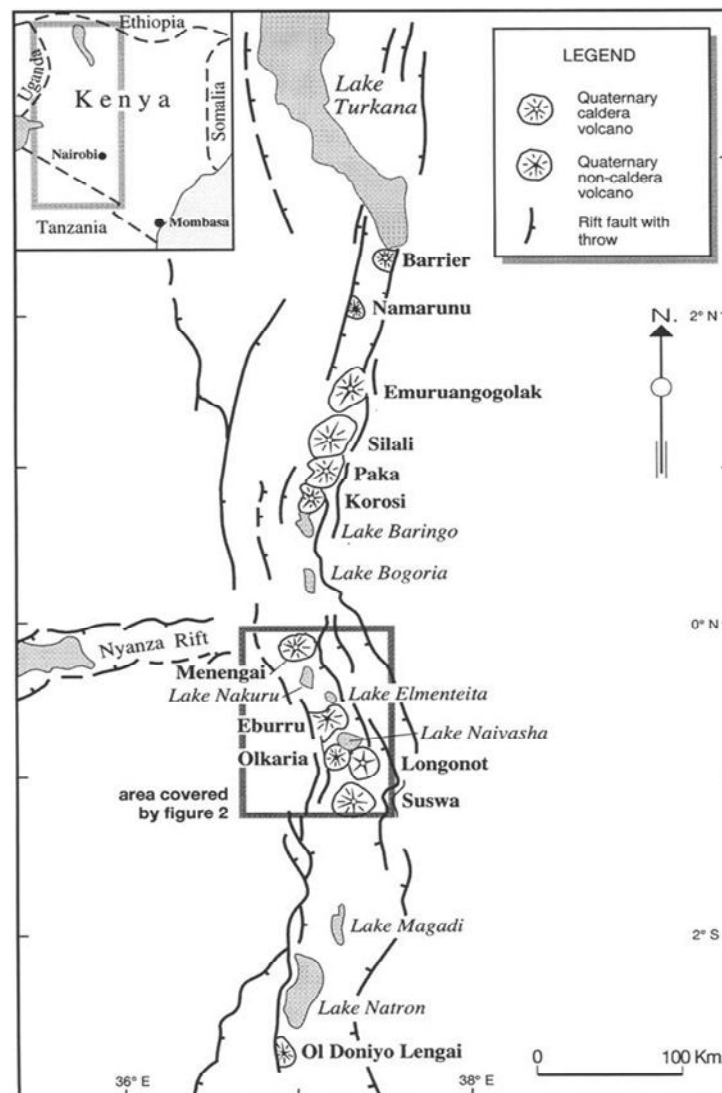 Ethiopia
Uganda
Kenya
Somalia
Nairobi
Tanzania
Mombasa
Lake
Turkana
LEGEND
Quaternary
caldera
volcano
Quaternary
non-caldera
volcano
Rift fault with
throw
Barrier
Namarunu
N.
2° N
Emuruangogolak
Silali
Paka
Korosi
Lake Baringo
Lake Bogoria
0° N
Nyanza Rift
Menengai
Lake Nakuru
Lake Elmenteita
Eburru
Lake Naivasha
Olkaria
Longonot
area covered
by figure 2
Suswa
Lake Magadi
2° S
Lake Natron
Ol Doniyo Lengai
0
100 Km
36° E
38° E